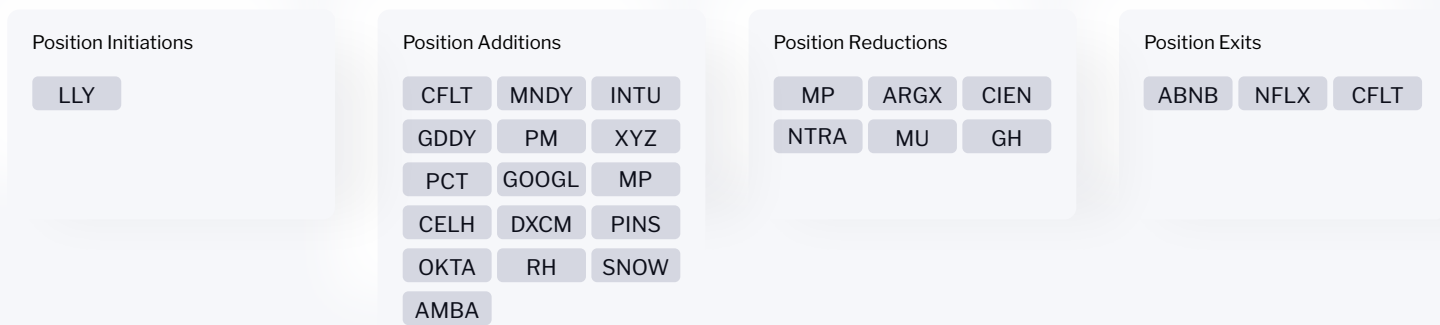 Position Initiations
LLY
Position Additions
CFLT MNDY INTU
GDDY PM XYZ
PCT GOOGL MP
CELH DXCM PINS
OKTA RH SNOW
AMBA
Position Reductions
MP ARGX CIEN
NTRA MU GH
Position Exits
ABNB NFLX CFLT